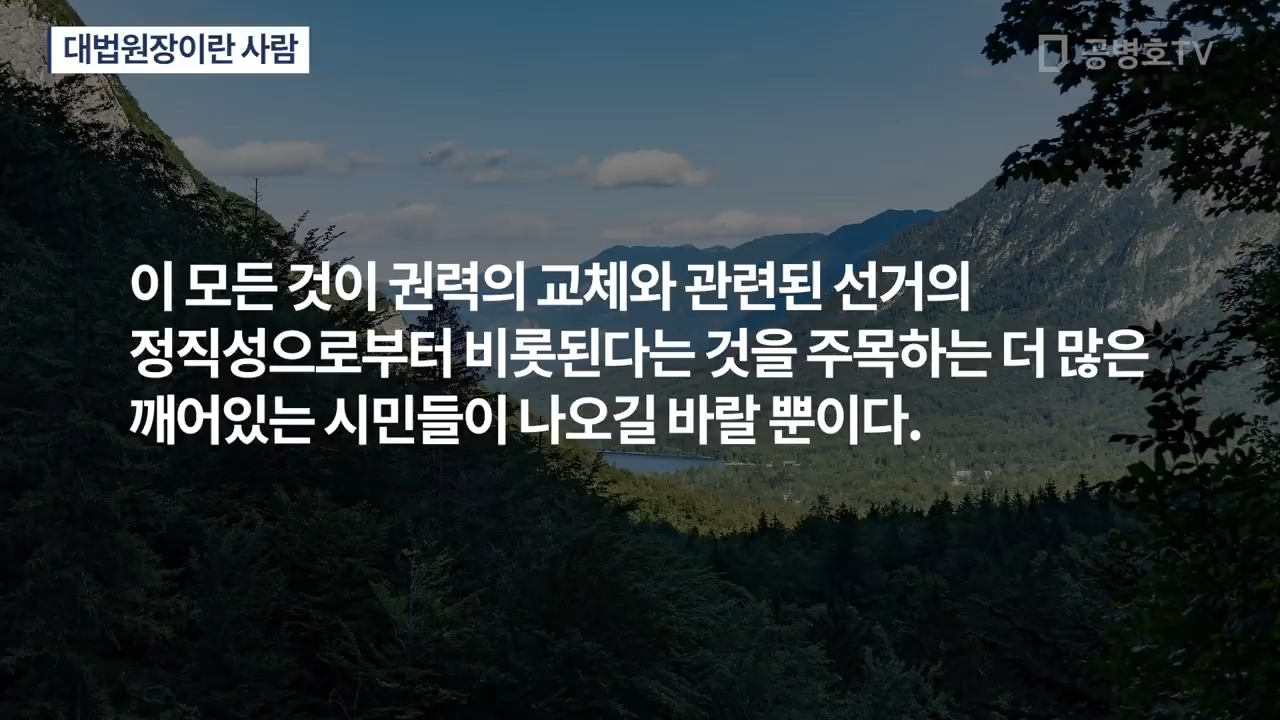 대법원장이란 사람
공병호TV
이 모든 것이 권력의 교체와 관련된 선거의
정직성으로부터 비롯된다는 것을 주목하는 더 많은
깨어있는 시민들이 나오길 바랄 뿐이다.